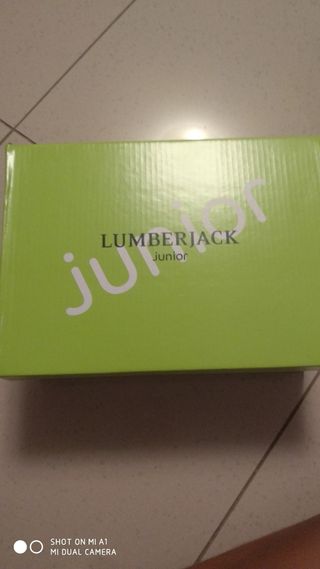 junior
LUMBERJACK
junior
SHOT ON MI A1
MI DUAL CAMERA